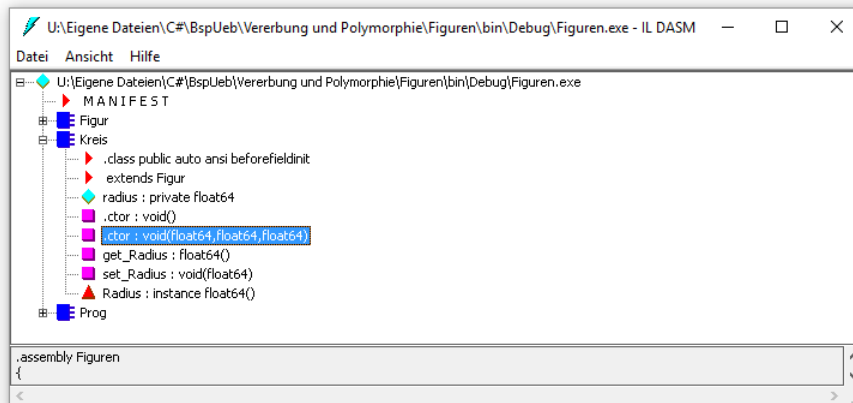 U:\Eigene Dateien\C#\BspUeb\Vererbung und Polymorphie\Figuren\bin\Debug\Figuren.exe - IL DASM
Datei Ansicht Hilfe
U:\Eigene Dateien\C#\BspUeb\Vererbung und Polymorphie\Figuren\bin\Debug\Figuren.exe
M A N I F E S T
Figur
Kreis
.class public auto ansi beforefieldinit
extends Figur
radius : private float64
.ctor : void()
.ctor : void(float64,float64,float64)
get_Radius : float64()
set_Radius : void(float64)
Radius : instance float64()
Prog
.assembly Figuren
{